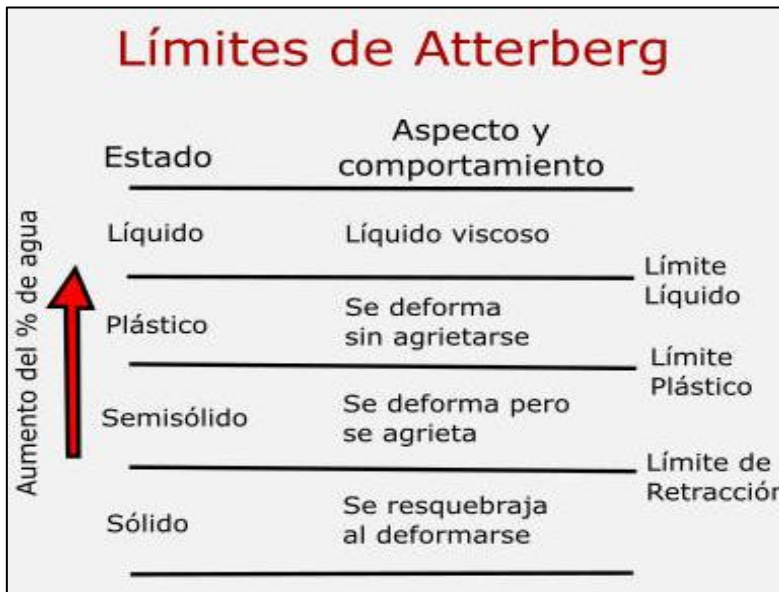 Límites de Atterberg
Estado
Aspecto y
comportamiento
Aumento del % de agua
Líquido
Líquido viscoso
Límite
Líquido
Plástico
Se deforma
sin agrietarse
Límite
Plástico
Semisólido
Se deforma pero
se agrieta
Límite de
Retracción
Sólido
Se resquebraja
al deformarse